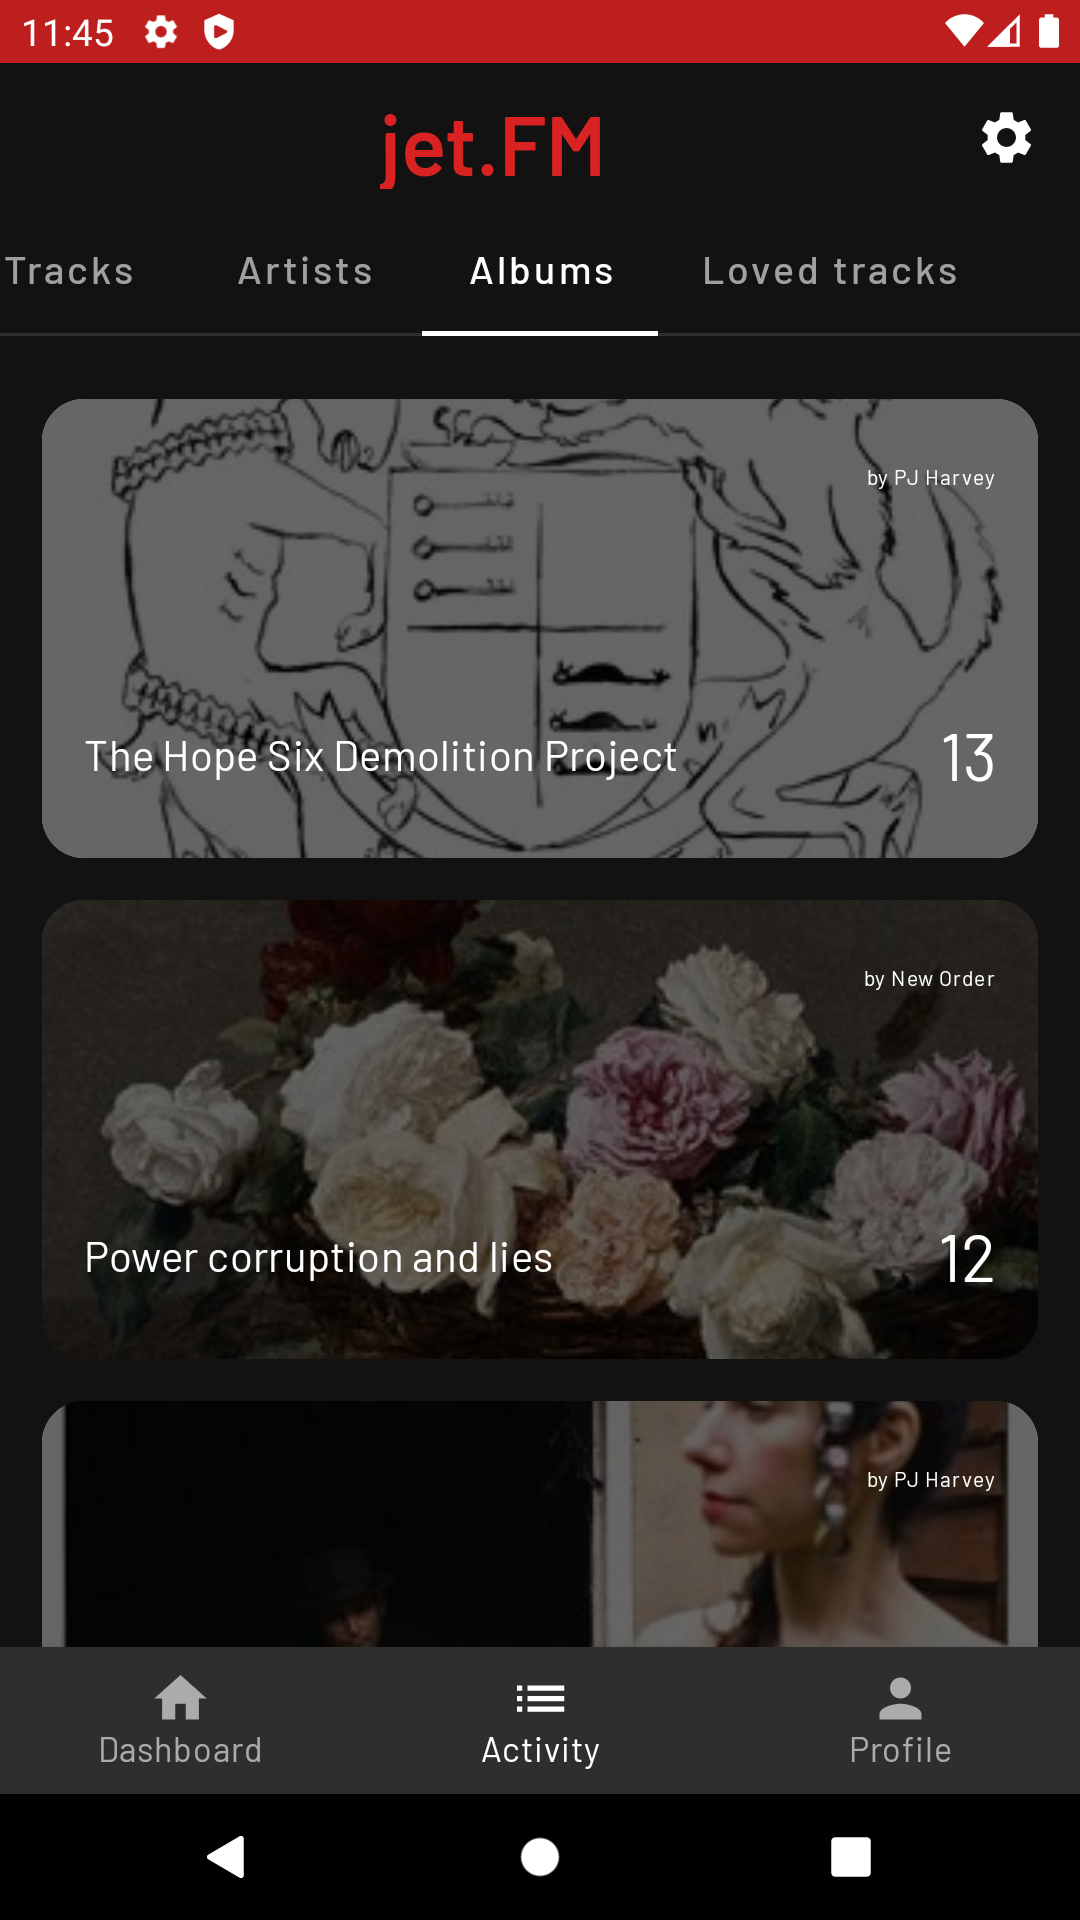 11:45
jet.FM
Tracks Artists Albums Loved tracks
by PJ Harvey
The Hope Six Demolition Project 13
by New Order
Power corruption and lies 12
by PJ Harvey
Dashboard Activity Profile